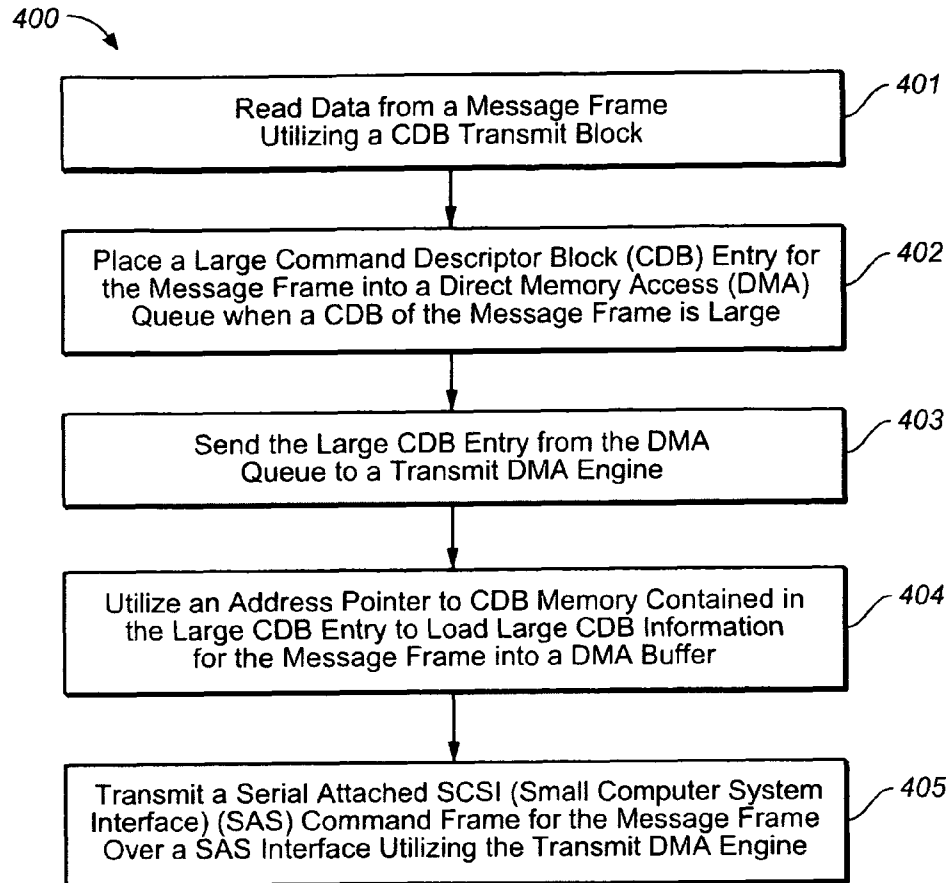 400
401
Read Data from a Message Frame
Utilizing a CDB Transmit Block
402
Place a Large Command Descriptor Block (CDB) Entry for
the Message Frame into a Direct Memory Access (DMA)
Queue when a CDB of the Message Frame is Large
403
Send the Large CDB Entry from the DMA
Queue to a Transmit DMA Engine
404
Utilize an Address Pointer to CDB Memory Contained in
the Large CDB Entry to Load Large CDB Information
for the Message Frame into a DMA Buffer
405
Transmit a Serial Attached SCSI (Small Computer System
Interface) (SAS) Command Frame for the Message Frame
Over a SAS Interface Utilizing the Transmit DMA Engine